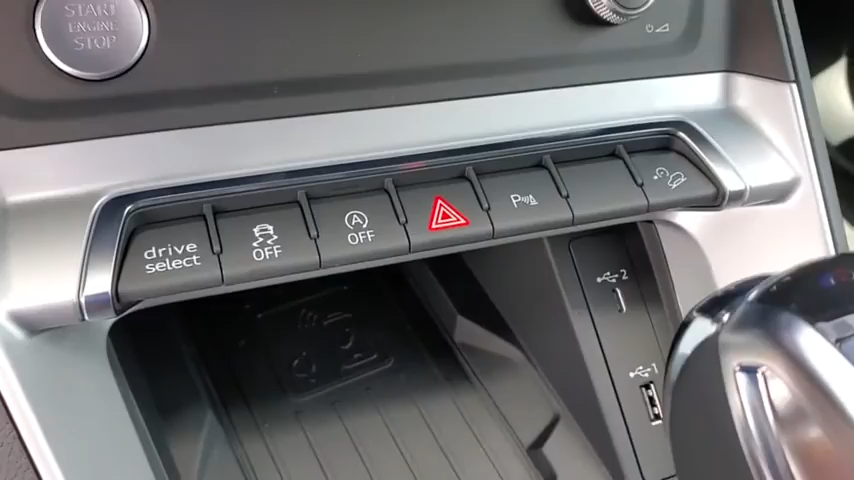 START
ENGINE
STOP
drive
select
OFF
A
OFF
P
2
1